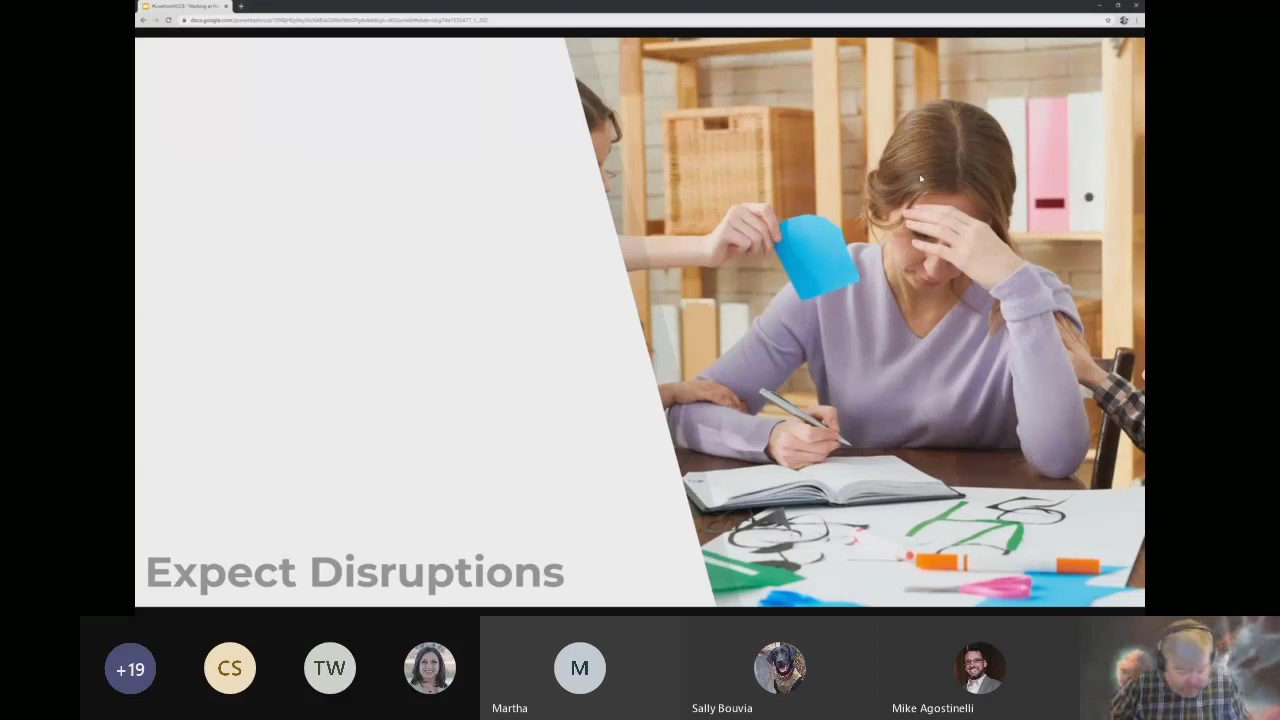 Expect Disruptions
+19
CS
TW
M
Martha
Sally Bouvia
Mike Agostinelli